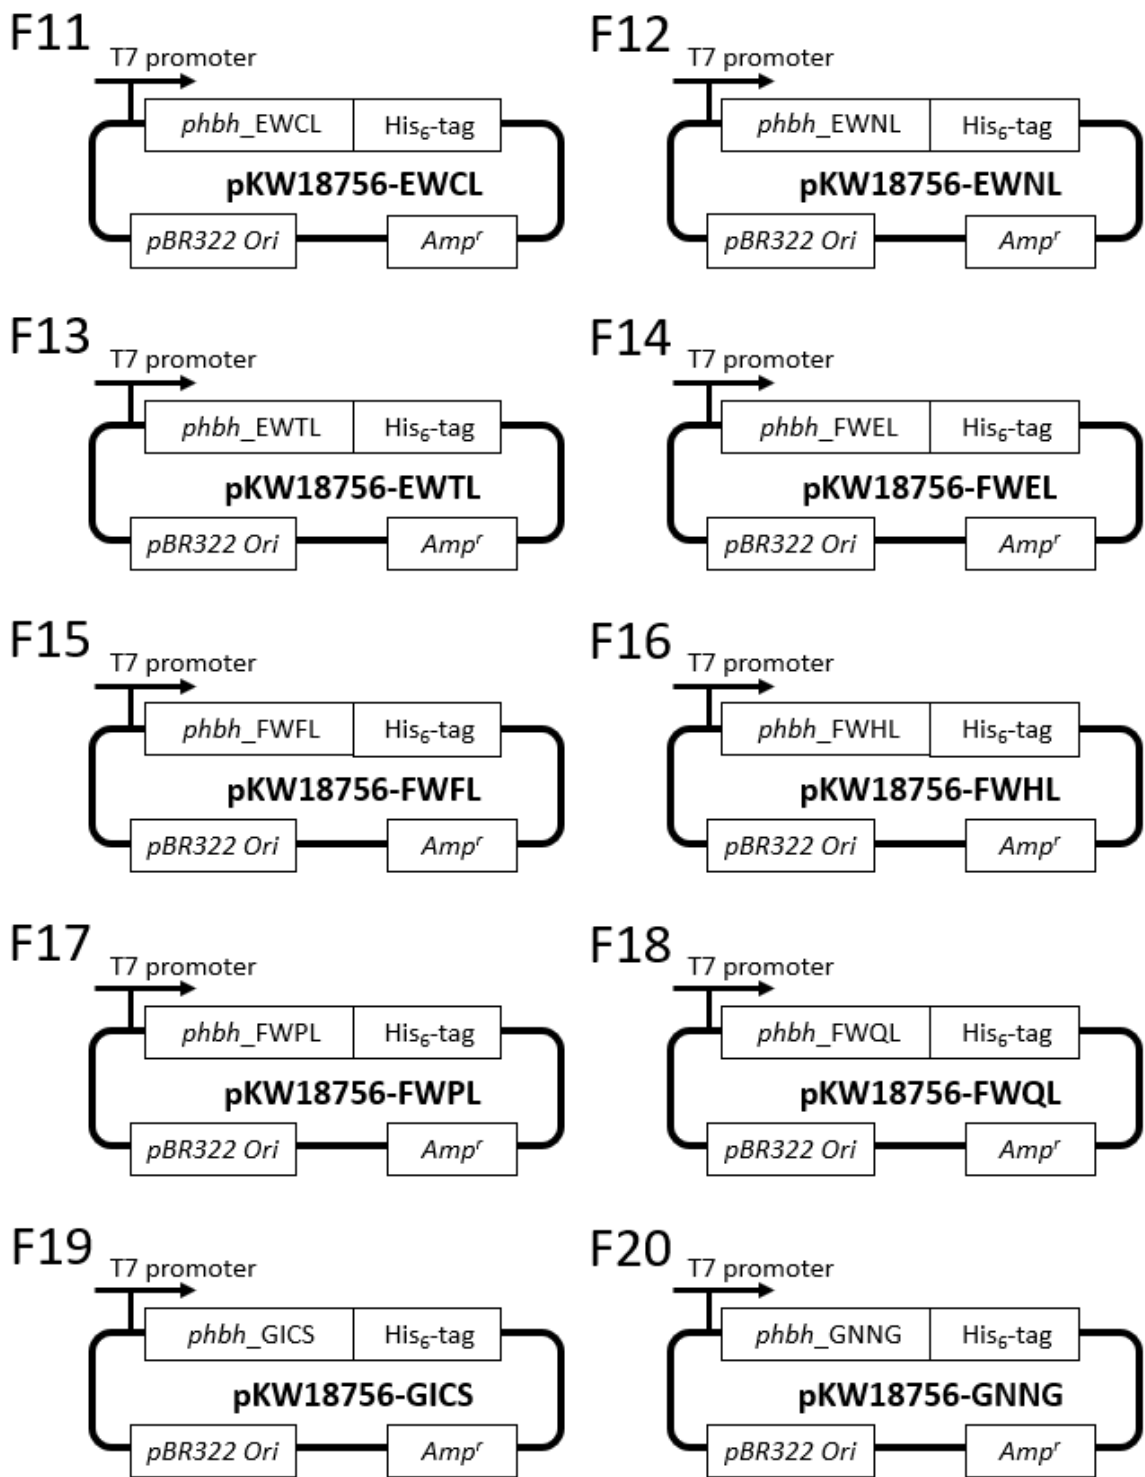 F11
T7 promoter
phbh_EWCL His₆-tag
pKW18756-EWCL
pBR322 Ori Ampʳ
F12
T7 promoter
phbh_EWNL His₆-tag
pKW18756-EWNL
pBR322 Ori Ampʳ
F13
T7 promoter
phbh_EWTL His₆-tag
pKW18756-EWTL
pBR322 Ori Ampʳ
F14
T7 promoter
phbh_FWEL His₆-tag
pKW18756-FWEL
pBR322 Ori Ampʳ
F15
T7 promoter
phbh_FWFL His₆-tag
pKW18756-FWFL
pBR322 Ori Ampʳ
F16
T7 promoter
phbh_FWHL His₆-tag
pKW18756-FWHL
pBR322 Ori Ampʳ
F17
T7 promoter
phbh_FWPL His₆-tag
pKW18756-FWPL
pBR322 Ori Ampʳ
F18
T7 promoter
phbh_FWQL His₆-tag
pKW18756-FWQL
pBR322 Ori Ampʳ
F19
T7 promoter
phbh_GICS His₆-tag
pKW18756-GICS
pBR322 Ori Ampʳ
F20
T7 promoter
phbh_GNNG His₆-tag
pKW18756-GNNG
pBR322 Ori Ampʳ